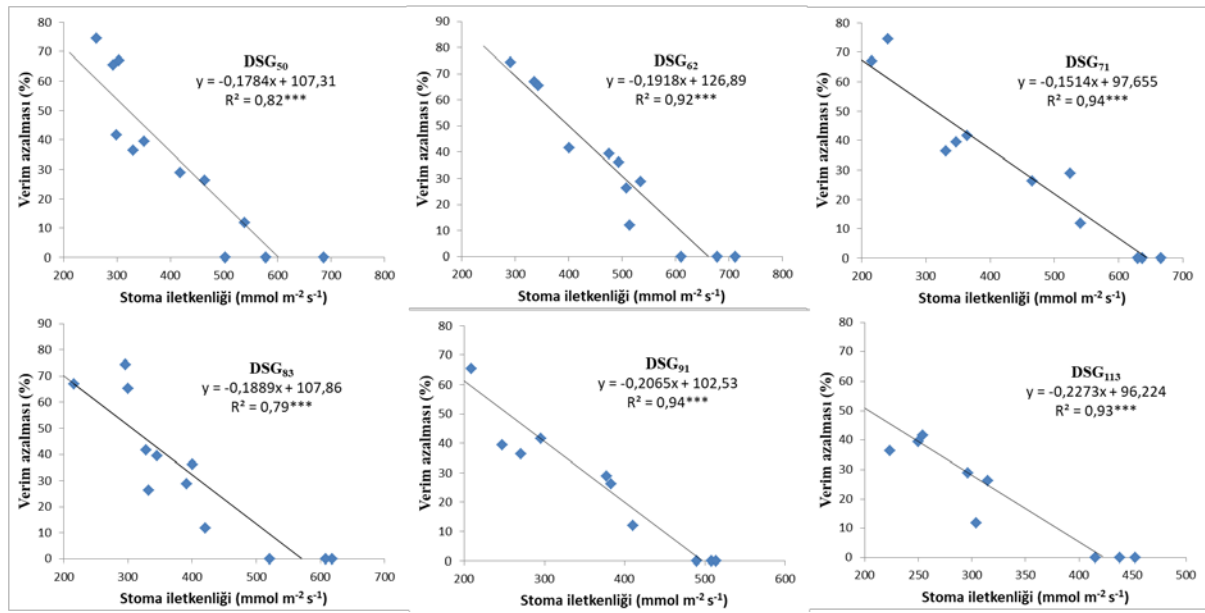 80
70
60
50
40
30
20
10
0
Verim azalması (%)
DSG₅₀
y = -0,1784x + 107,31
R² = 0,82***
200 300 400 500 600 700 800
Stoma iletkenliği (mmol m⁻² s⁻¹)
90
80
70
60
50
40
30
20
10
0
Verim azalması (%)
DSG₆₂
y = -0,1918x + 126,89
R² = 0,92***
200 300 400 500 600 700 800
Stoma iletkenliği (mmol m⁻² s⁻¹)
80
70
60
50
40
30
20
10
0
Verim azalması (%)
DSG₇₁
y = -0,1514x + 97,655
R² = 0,94***
200 300 400 500 600 700
Stoma iletkenliği (mmol m⁻² s⁻¹)
90
80
70
60
50
40
30
20
10
0
Verim azalması (%)
DSG₈₃
y = -0,1889x + 107,86
R² = 0,79***
200 300 400 500 600 700
Stoma iletkenliği (mmol m⁻² s⁻¹)
80
70
60
50
40
30
20
10
0
Verim azalması (%)
DSG₉₁
y = -0,2065x + 102,53
R² = 0,94***
200 300 400 500 600
Stoma iletkenliği (mmol m⁻² s⁻¹)
80
70
60
50
40
30
20
10
0
Verim azalması (%)
DSG₁₁₃
y = -0,2273x + 96,224
R² = 0,93***
200 250 300 350 400 450 500
Stoma iletkenliği (mmol m⁻² s⁻¹)